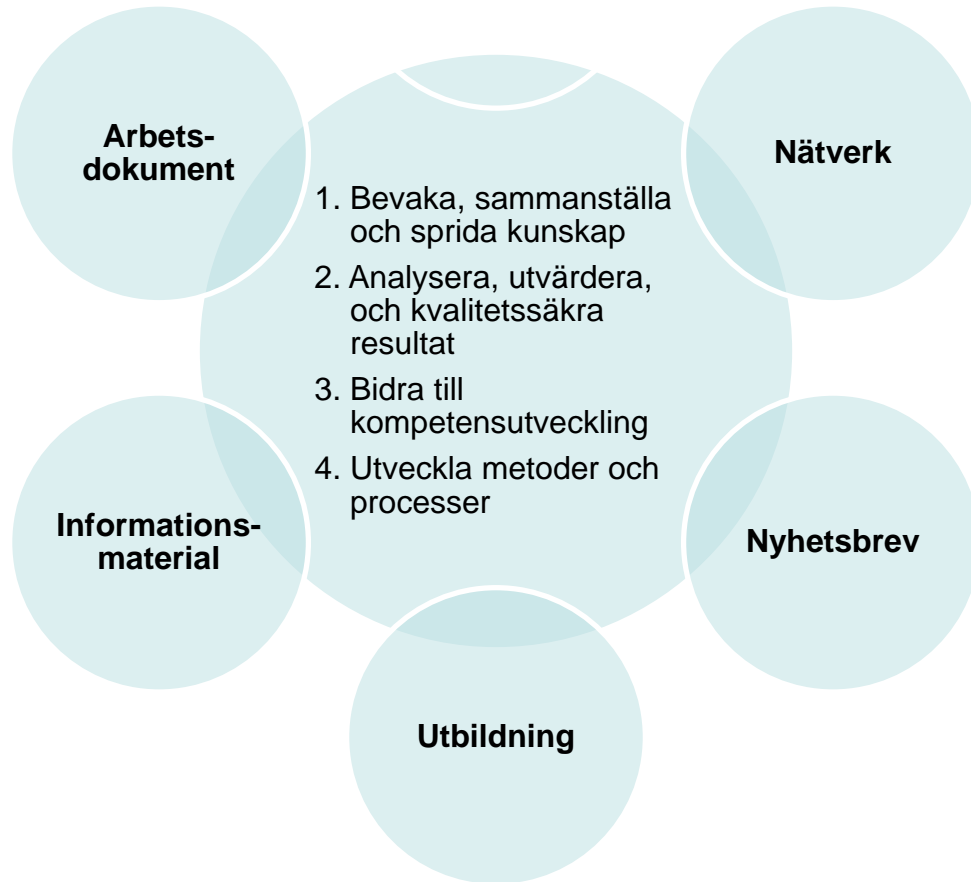 Arbets-
dokument
Nätverk
1. Bevaka, sammanställa
och sprida kunskap
2. Analysera, utvärdera,
och kvalitetssäkra
resultat
3. Bidra till
kompetensutveckling
4. Utveckla metoder och
processer
Informations-
material
Nyhetsbrev
Utbildning